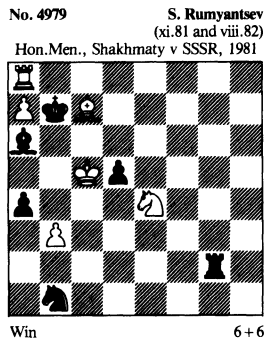 No. 4979 S. Rumyantsev
(xi.81 and viii.82)
Hon.Men., Shakhmaty v SSSR, 1981
Win 6+6